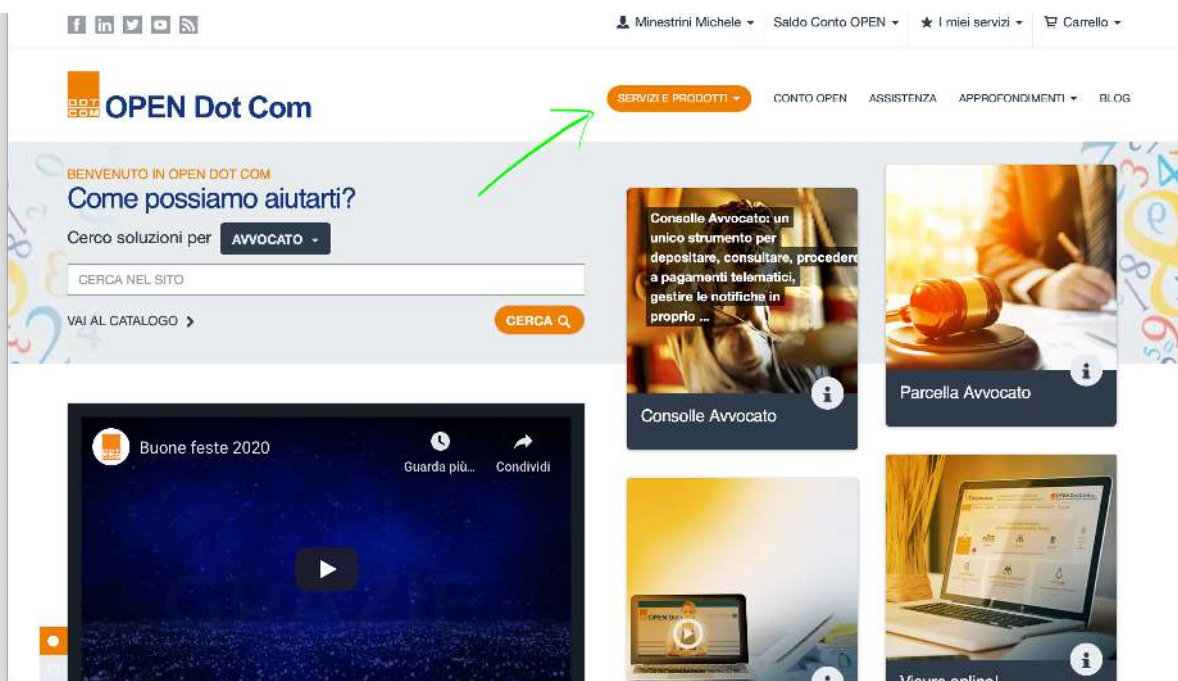 Minestrini Michele
Saldo Conto OPEN
I miei servizi
Carrello
DOT
COM
OPEN Dot Com
SERVIZI E PRODOTTI
CONTO OPEN
ASSISTENZA
APPROFONDIMENTI
BLOG
BENVENUTO IN OPEN DOT COM
Come possiamo aiutarti?
Cerco soluzioni per AVVOCATO
CERCA NEL SITO
VAI AL CATALOGO
CERCA
Consolle Avvocato: un
unico strumento per
depositare, consultare, procedere
a pagamenti telematici,
gestire le notifiche in
proprio ...
Consolle Avvocato
Parcella Avvocato
Buone feste 2020
Guarda più...
Condividi
Visure online!